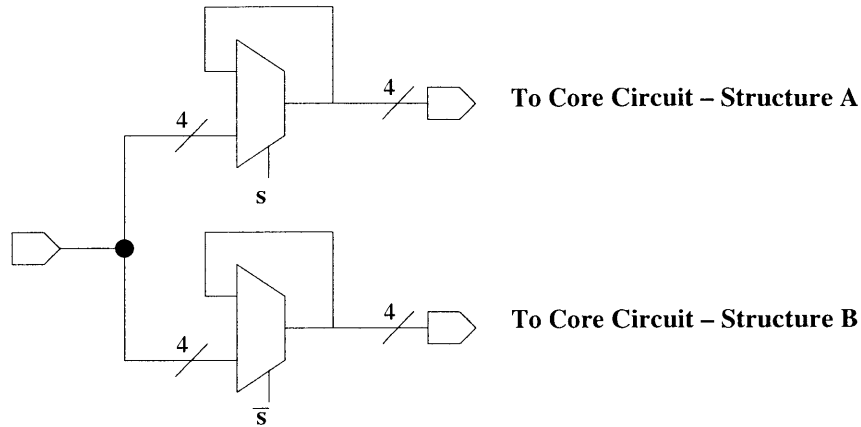 4
4
To Core Circuit – Structure A
s
4
4
To Core Circuit – Structure B
s̅